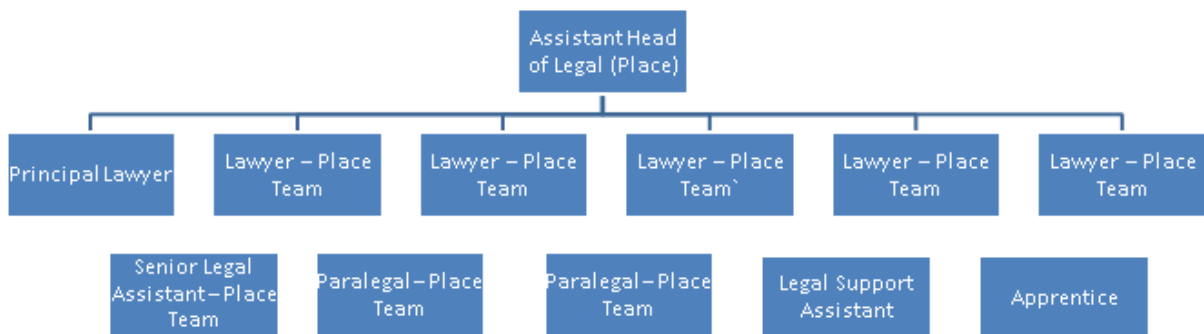 Assistant Head
of Legal (Place)
Principal Lawyer
Lawyer – Place
Team
Lawyer – Place
Team
Lawyer – Place
Team`
Lawyer – Place
Team
Lawyer – Place
Team
Senior Legal
Assistant – Place
Team
Paralegal – Place
Team
Paralegal – Place
Team
Legal Support
Assistant
Apprentice